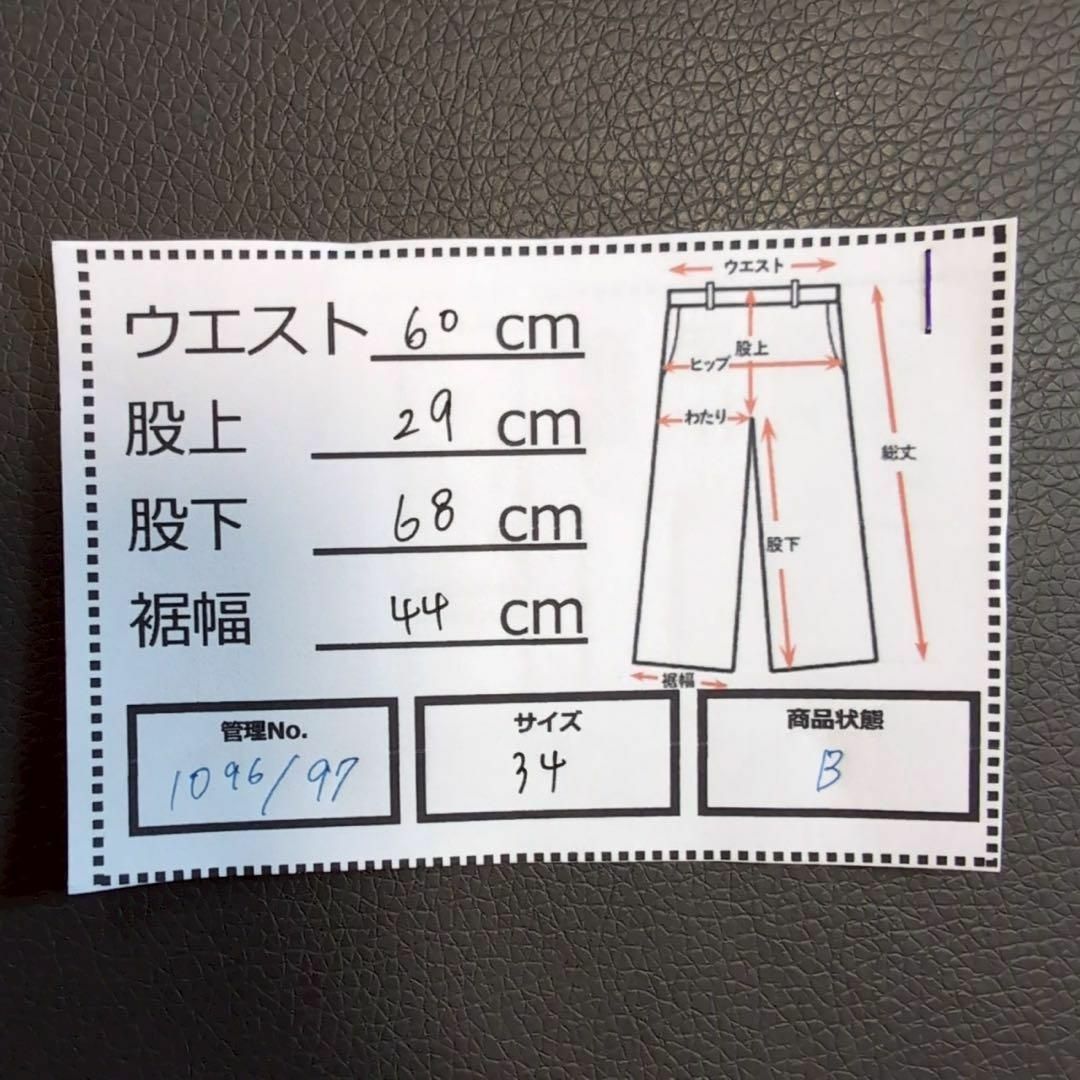 ウエスト 60 cm
股上 29 cm
股下 68 cm
裾幅 44 cm
ウエスト
股上
ヒップ
わたり
総丈
股下
裾幅
管理No.
1096/97
サイズ
34
商品状態
B